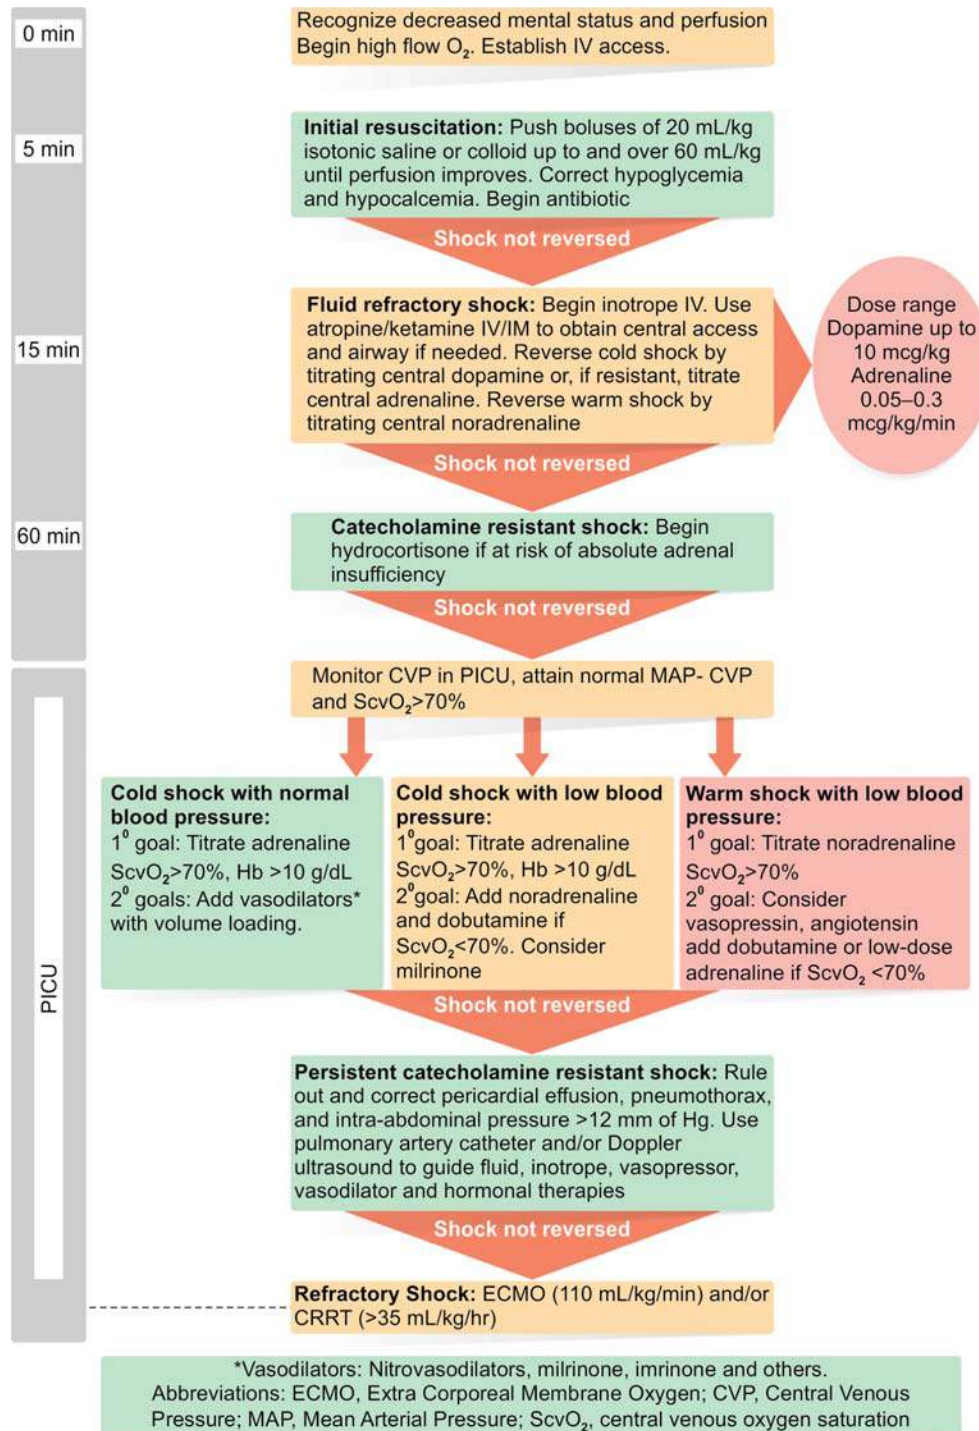 0 min
Recognize decreased mental status and perfusion
Begin high flow O₂. Establish IV access.
5 min
Initial resuscitation: Push boluses of 20 mL/kg
isotonic saline or colloid up to and over 60 mL/kg
until perfusion improves. Correct hypoglycemia
and hypocalcemia. Begin antibiotic
Shock not reversed
15 min
Fluid refractory shock: Begin inotrope IV. Use
atropine/ketamine IV/IM to obtain central access
and airway if needed. Reverse cold shock by
titrating central dopamine or, if resistant, titrate
central adrenaline. Reverse warm shock by
titrating central noradrenaline
Dose range
Dopamine up to
10 mcg/kg
Adrenaline
0.05–0.3
mcg/kg/min
Shock not reversed
60 min
Catecholamine resistant shock: Begin
hydrocortisone if at risk of absolute adrenal
insufficiency
Shock not reversed
PICU
Monitor CVP in PICU, attain normal MAP- CVP
and ScvO₂>70%
Cold shock with normal
blood pressure:
1⁰ goal: Titrate adrenaline
ScvO₂>70%, Hb >10 g/dL
2⁰ goals: Add vasodilators*
with volume loading.
Cold shock with low blood
pressure:
1⁰goal: Titrate adrenaline
ScvO₂>70%, Hb >10 g/dL
2⁰goal: Add noradrenaline
and dobutamine if
ScvO₂<70%. Consider
milrinone
Warm shock with low blood
pressure:
1⁰ goal: Titrate noradrenaline
ScvO₂>70%
2⁰ goal: Consider
vasopressin, angiotensin
add dobutamine or low-dose
adrenaline if ScvO₂ <70%
Shock not reversed
Persistent catecholamine resistant shock: Rule
out and correct pericardial effusion, pneumothorax,
and intra-abdominal pressure >12 mm of Hg. Use
pulmonary artery catheter and/or Doppler
ultrasound to guide fluid, inotrope, vasopressor,
vasodilator and hormonal therapies
Shock not reversed
Refractory Shock: ECMO (110 mL/kg/min) and/or
CRRT (>35 mL/kg/hr)
*Vasodilators: Nitrovasodilators, milrinone, imrinone and others.
Abbreviations: ECMO, Extra Corporeal Membrane Oxygen; CVP, Central Venous
Pressure; MAP, Mean Arterial Pressure; ScvO₂, central venous oxygen saturation